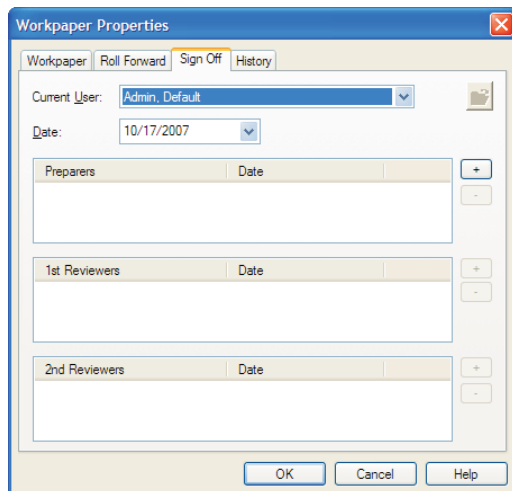 Workpaper Properties
Workpaper Roll Forward Sign Off History
Current User: Admin, Default
Date: 10/17/2007
Preparers Date
+
-
1st Reviewers Date
+
-
2nd Reviewers Date
+
-
OK Cancel Help